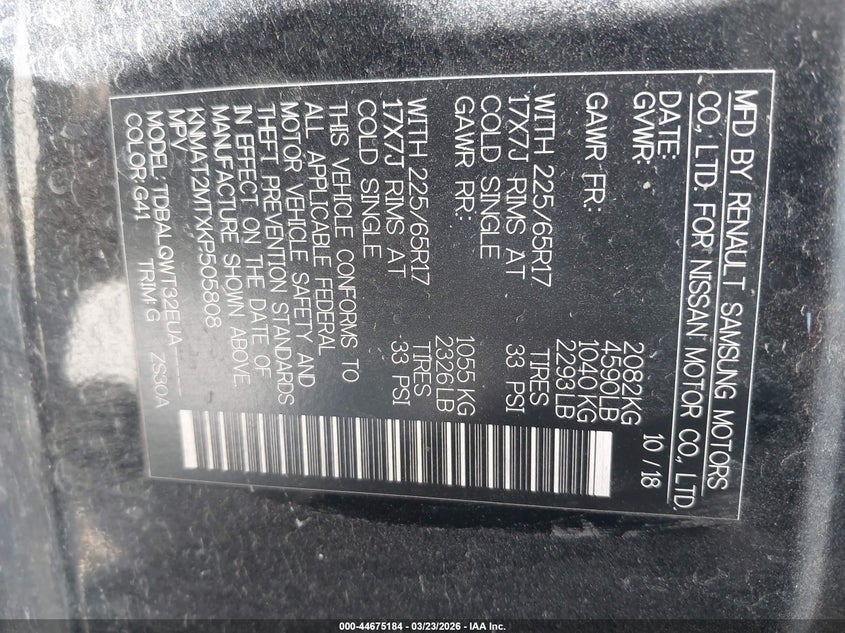 MFD BY RENAULT SAMSUNG MOTORS
CO., LTD. FOR NISSAN MOTOR CO., LTD.
DATE: 10 / 18
GVWR: 2082KG
4590LB
GAWR FR: 1040 KG
2293LB
WITH 225/65R17 TIRES
17X7J RIMS AT 33 PSI
COLD SINGLE
GAWR RR: 1055 KG
2326LB
WITH 225/65R17 TIRES
17X7J RIMS AT 33 PSI
COLD SINGLE
THIS VEHICLE CONFORMS TO
ALL APPLICABLE FEDERAL
MOTOR VEHICLE SAFETY AND
THEFT PREVENTION STANDARDS
IN EFFECT ON THE DATE OF
MANUFACTURE SHOWN ABOVE.
KNMAT2MTXKP505808
MPV
MODEL: TDBALQWT32EUA-----
COLOR: G41 TRIM: G ZS30A
000-44675184 - 03/23/2026 - IAA Inc.